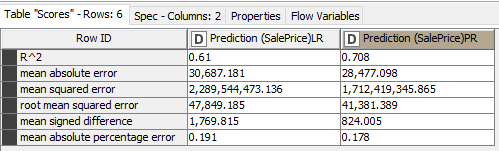 Table "Scores" - Rows: 6 Spec - Columns: 2 Properties Flow Variables
Row ID D Prediction (SalePrice)LR D Prediction (SalePrice)PR
R^2 0.61 0.708
mean absolute error 30,687.181 28,477.098
mean squared error 2,289,544,473.136 1,712,419,345.865
root mean squared error 47,849.185 41,381.389
mean signed difference 1,769.815 824.005
mean absolute percentage error 0.191 0.178